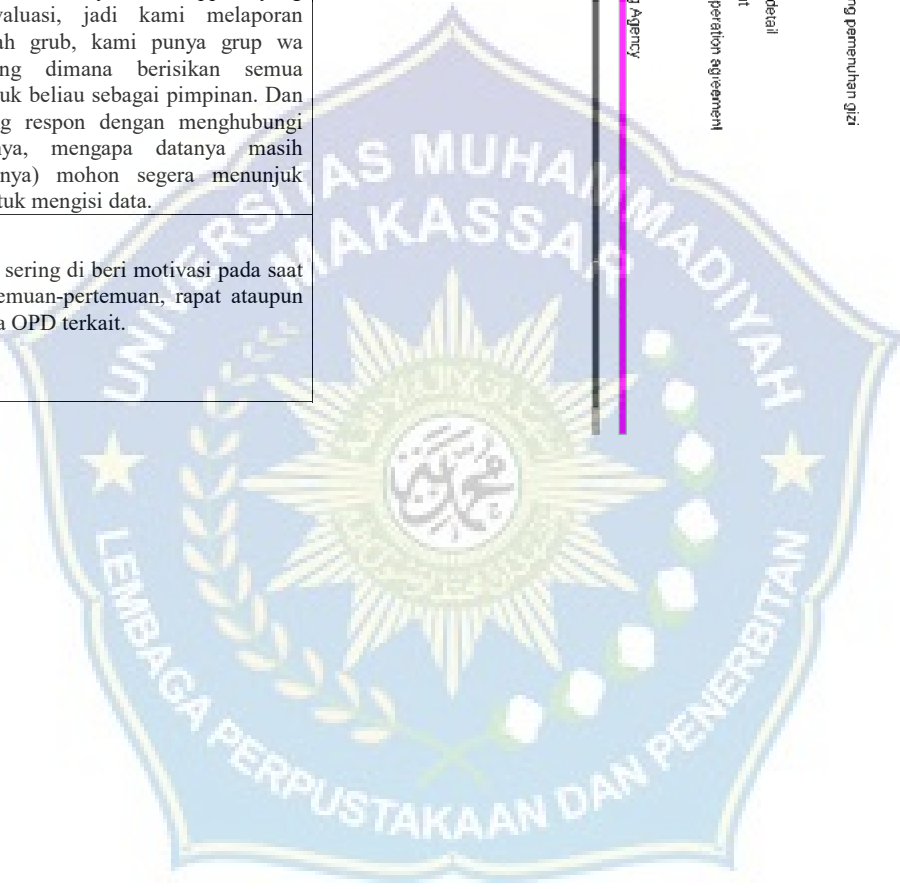 valuasi, jadi kami melaporan
ah grub, kami punya grup wa
ng dimana berisikan semua
uk beliau sebagai pimpinan. Dan
g respon dengan menghubungi
nya, mengapa datanya masih
nya) mohon segera menunjuk
tuk mengisi data.
sering di beri motivasi pada saat
emuan-pertemuan, rapat ataupun
a OPD terkait.
g Agency
peration agreement
t
detail
ng pemenuhan gizi
UNIVERSITAS MUHAMMADIYAH
MAKASSAR
محمدية
LEMBAGA PERPUSTAKAAN DAN PENERBITAN